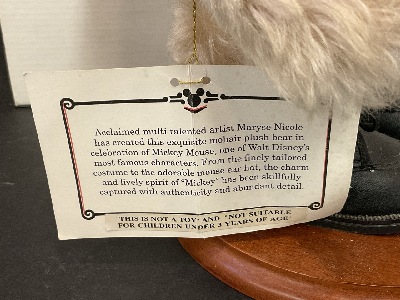 Acclaimed multi talented artist Maryse Nicole
has created this exquisite mohair plush bear in
celebration of Mickey Mouse, one of Walt Disney's
most famous characters. From the finely tailored
costume to the adorable mouse ear hat, the charm
and lively spirit of "Mickey" has been skillfully
captured with authenticity and abundant detail.
THIS IS NOT A TOY' AND "NOT SUITABLE
FOR CHILDREN UNDER 3 YEARS OF AGE"